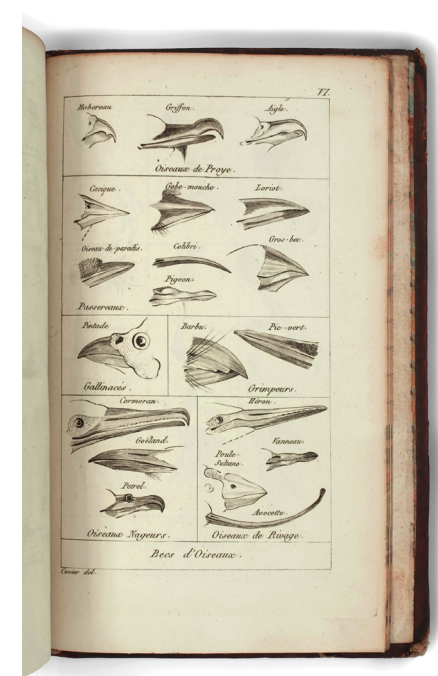 VI.
Hobereau
Griffon.
Aigle.
Oiseaux de Proye.
Cacique.
Gobe-mouche.
Loriot.
Oiseau-de-paradis.
Colibri.
Gros-bec.
Pigeon.
Passereaux.
Pintade
Gallinacés.
Barbu.
Pic-vert.
Grimpeurs.
Cormoran.
Goëland.
Petrel.
Oiseaux Nageurs.
Héron.
Vanneau.
Poule
Sultane.
Avocette.
Oiseaux de Rivage.
Becs d'Oiseaux.
Cuvier del.